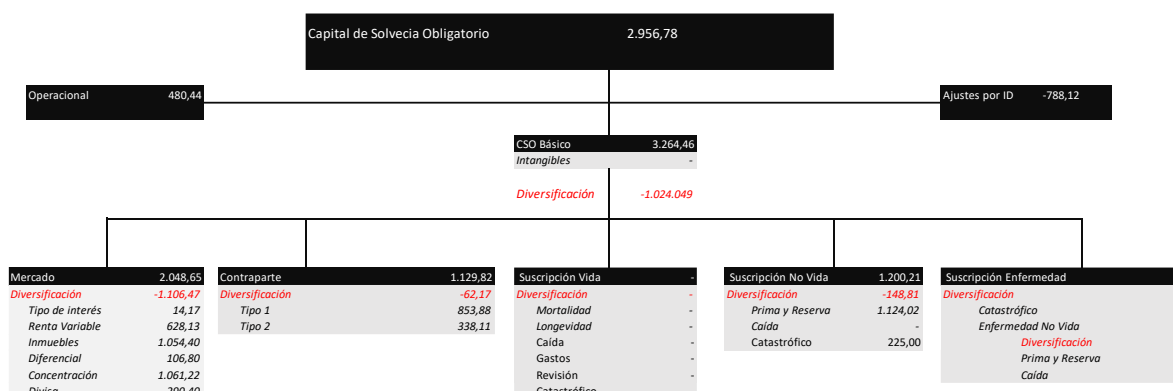 Capital de Solvecia Obligatorio 2.956,78
Operacional 480,44
Ajustes por ID -788,12
CSO Básico 3.264,46
Intangibles -
Diversificación -1.024.049
Mercado 2.048,65
Diversificación -1.106,47
Tipo de interés 14,17
Renta Variable 628,13
Inmuebles 1.054,40
Diferencial 106,80
Concentración 1.061,22
Divisa 290,40
Contraparte 1.129,82
Diversificación -62,17
Tipo 1 853,88
Tipo 2 338,11
Suscripción Vida -
Diversificación -
Mortalidad -
Longevidad -
Caída -
Gastos -
Revisión -
Catastrófico
Suscripción No Vida 1.200,21
Diversificación -148,81
Prima y Reserva 1.124,02
Caída -
Catastrófico 225,00
Suscripción Enfermedad
Diversificación
Catastrófico
Enfermedad No Vida
Diversificación
Prima y Reserva
Caída